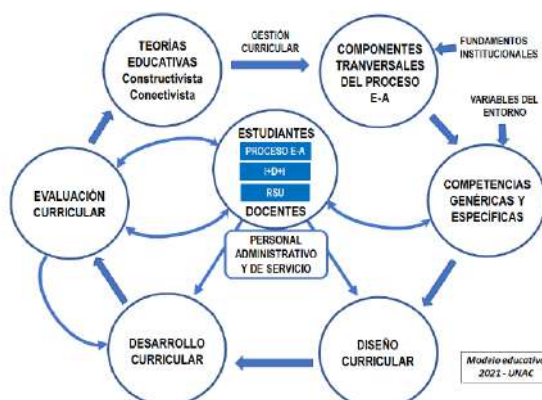 TEORÍAS
EDUCATIVAS
Constructivista
Conectivista
GESTIÓN
CURRICULAR
COMPONENTES
TRANVERSALES
DEL PROCESO
E-A
FUNDAMENTOS
INSTITUCIONALES
VARIABLES DEL
ENTORNO
ESTUDIANTES
PROCESO E-A
I+D+I
RSU
DOCENTES
PERSONAL
ADMINISTRATIVO
Y DE SERVICIO
EVALUACIÓN
CURRICULAR
COMPETENCIAS
GENÉRICAS Y
ESPECÍFICAS
DESARROLLO
CURRICULAR
DISEÑO
CURRICULAR
Modelo educativo
2021 - UNAC